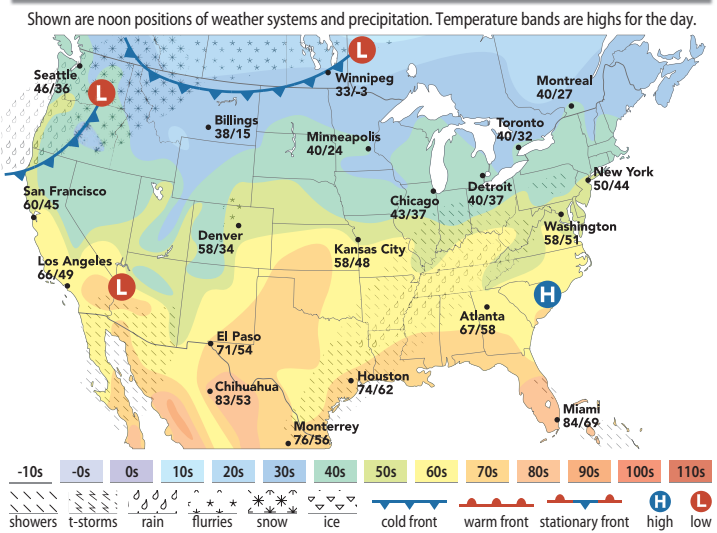 Shown are noon positions of weather systems and precipitation. Temperature bands are highs for the day.
L
Winnipeg
33/-3
Seattle
46/36
L
Montreal
40/27
Billings
38/15
Toronto
40/32
Minneapolis
40/24
New York
50/44
San Francisco
60/45
Chicago
43/37
Detroit
40/37
Denver
58/34
Kansas City
58/48
Washington
58/51
Los Angeles
66/49
L
H
Atlanta
67/58
El Paso
71/54
Chihuahua
83/53
Houston
74/62
Miami
84/69
Monterrey
76/56
-10s -0s 0s 10s 20s 30s 40s 50s 60s 70s 80s 90s 100s 110s
H L
showers t-storms rain flurries snow ice cold front warm front stationary front high low